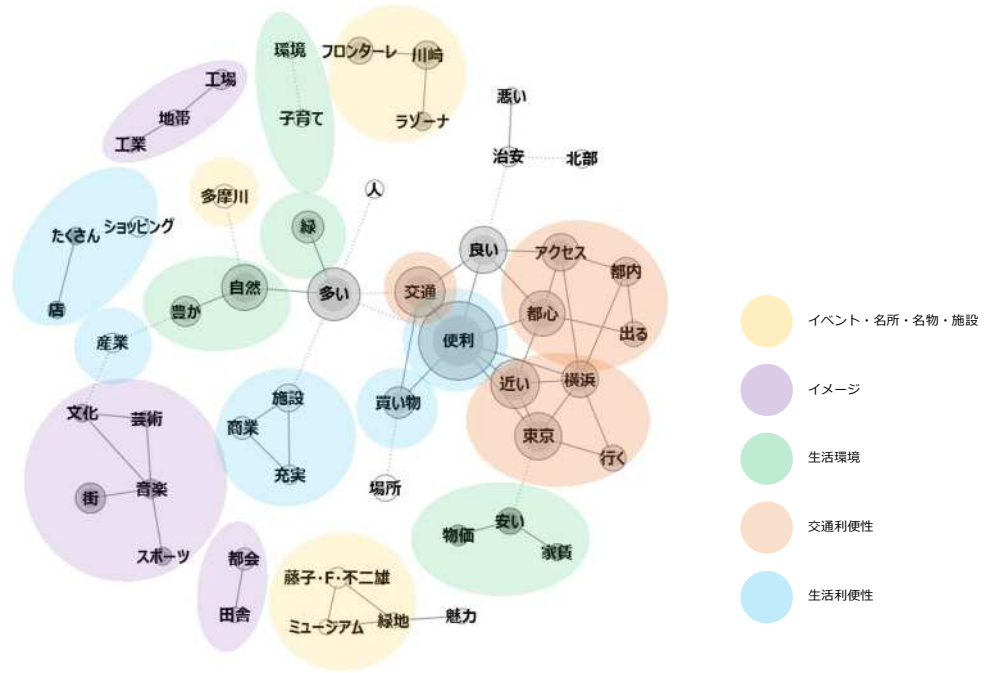 環境
フロンターレ
川崎
工場
悪い
地帯
子育て
ラゾーナ
工業
治安
北部
人
多摩川
緑
たくさん
ショッピング
良い
アクセス
都内
自然
多い
交通
豊か
都心
店
出る
産業
便利
近い
横浜
文化
芸術
施設
買い物
商業
東京
行く
充実
街
音楽
場所
安い
物価
家賃
スポーツ
都会
藤子・F・不二雄
田舎
ミュージアム
緑地
魅力
イベント・名所・名物・施設
イメージ
生活環境
交通利便性
生活利便性